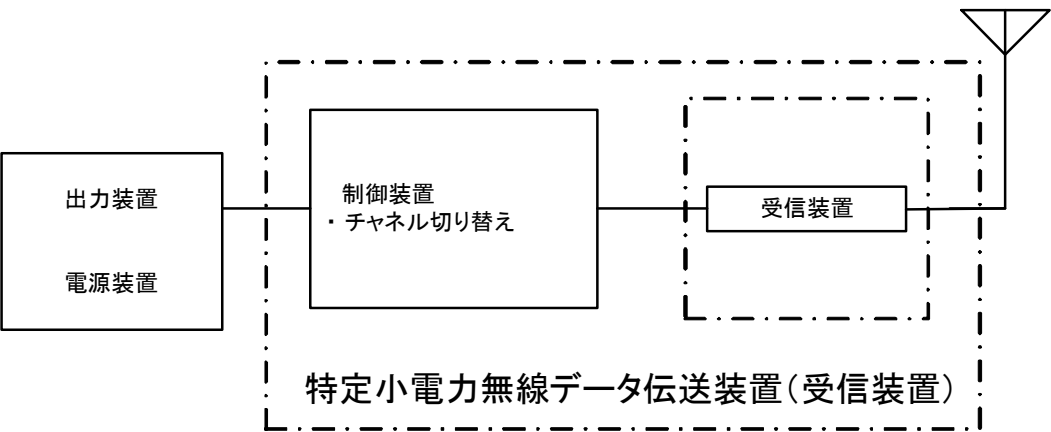 出力装置
電源装置
制御装置
・チャネル切り替え
受信装置
特定小電力無線データ伝送装置(受信装置)